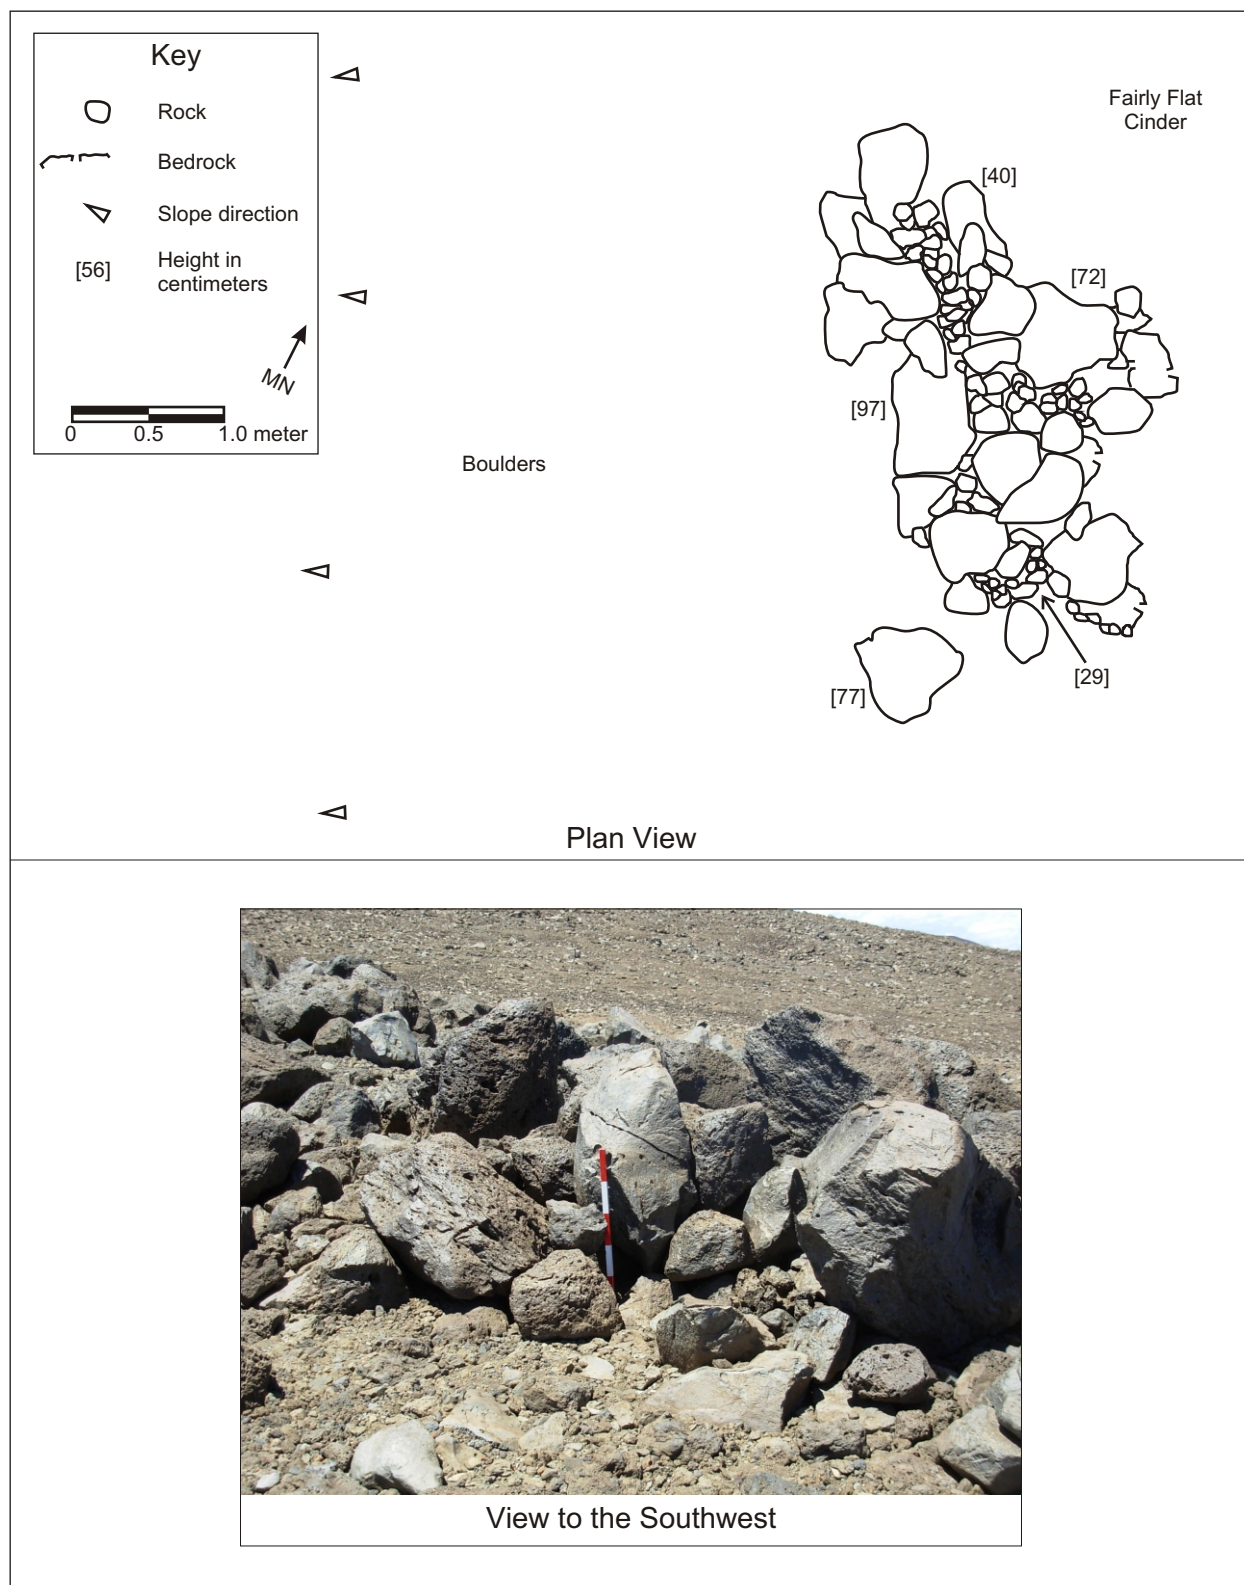 Key
Rock
Bedrock
Slope direction
[56]
Height in
centimeters
MN
0 0.5 1.0 meter
Fairly Flat
Cinder
[40]
[72]
[97]
Boulders
[29]
[77]
Plan View
View to the Southwest